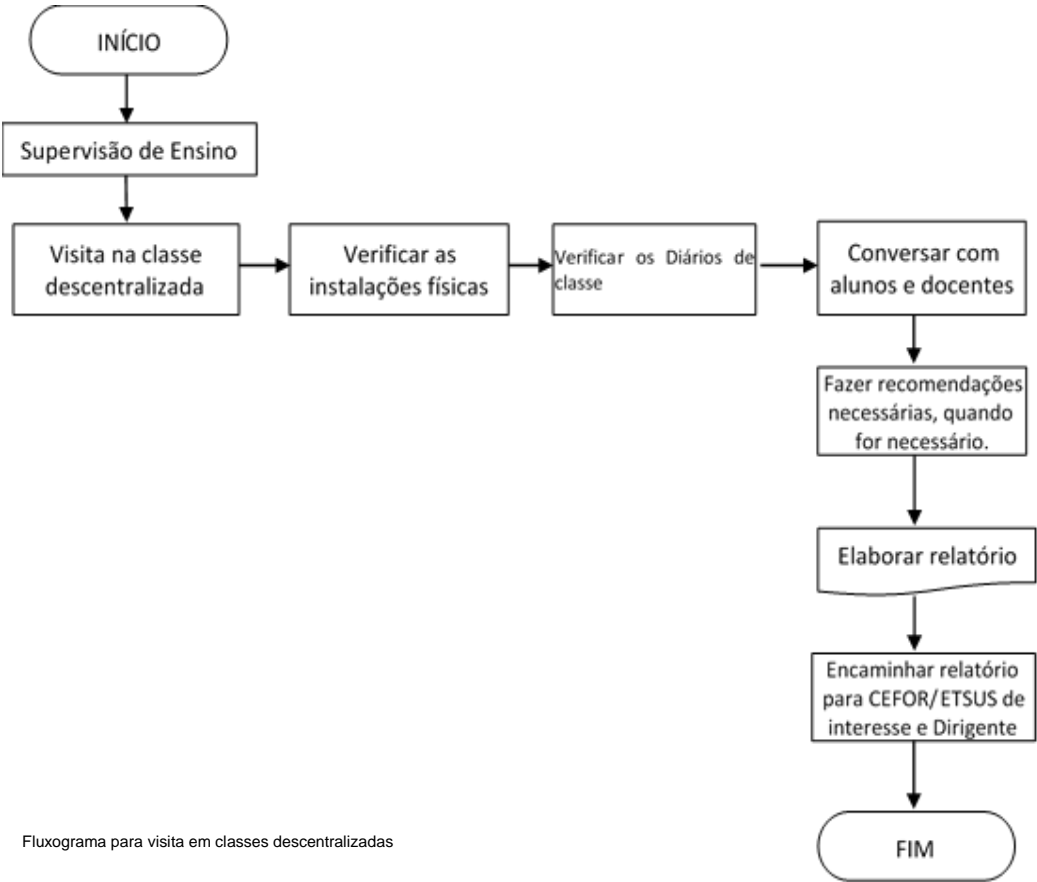 INÍCIO
Supervisão de Ensino
Visita na classe
descentralizada
Verificar as
instalações físicas
Verificar os Diários de
classe
Conversar com
alunos e docentes
Fazer recomendações
necessárias, quando
for necessário.
Elaborar relatório
Encaminhar relatório
para CEFOR/ETSUS de
interesse e Dirigente
FIM
Fluxograma para visita em classes descentralizadas